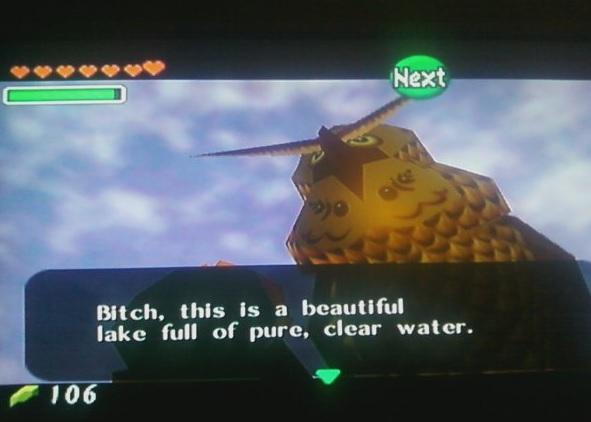 Next
Bitch, this is a beautiful
lake full of pure, clear water.
106